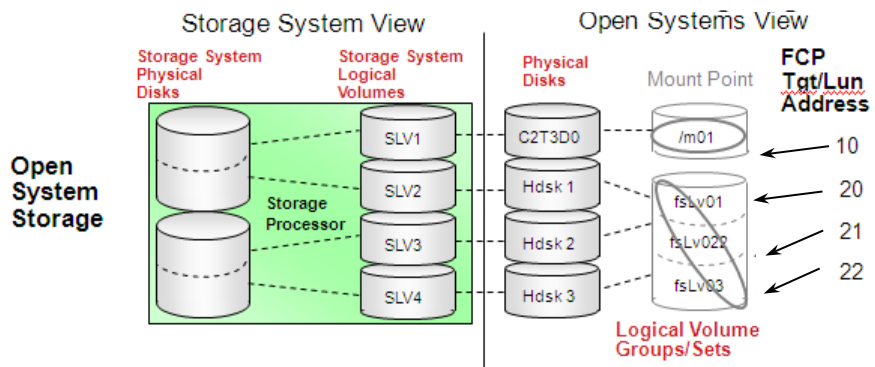 Storage System View
Open Systems View
Storage System
Physical
Disks
Storage System
Logical
Volumes
Physical
Disks
Mount Point
FCP
Tgt/Lun
Address
Open
System
Storage
Storage
Processor
SLV1
SLV2
SLV3
SLV4
C2T3D0
Hdsk 1
Hdsk 2
Hdsk 3
/m01
fsLv01
fsLv022
fsLv03
10
20
21
22
Logical Volume
Groups/Sets